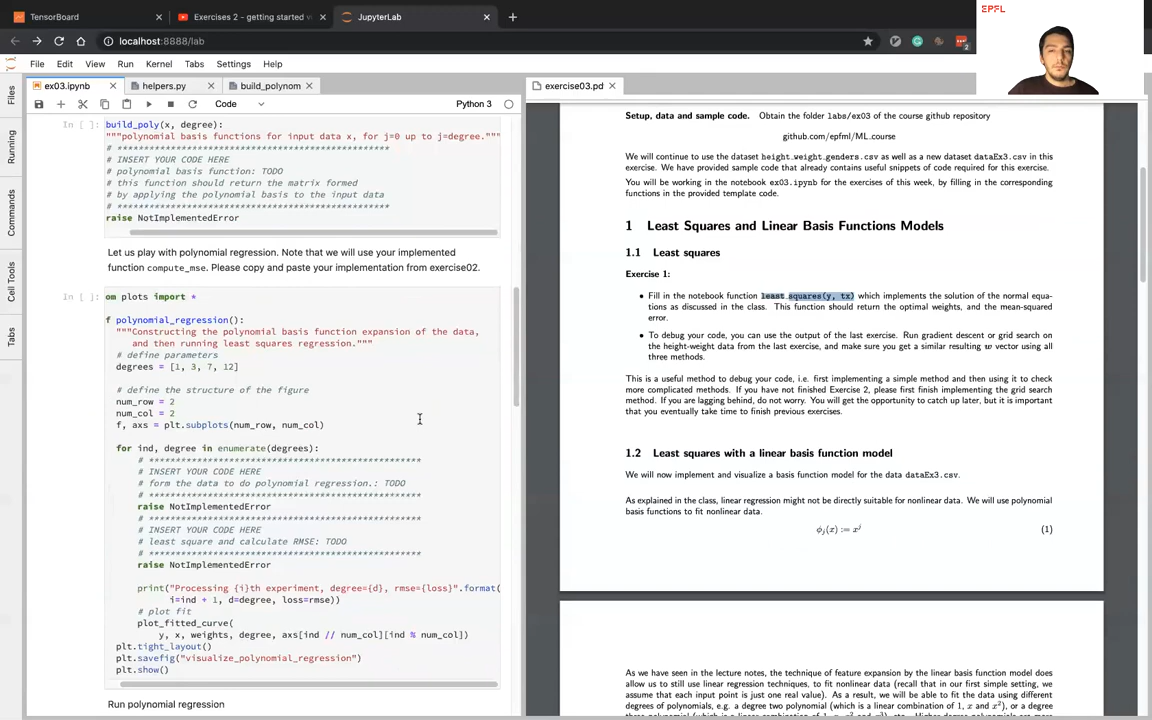 TensorBoard
Exercises 2 - getting started
JupyterLab
localhost:8888/lab
EPFL
2
File Edit View Run Kernel Tabs Settings Help
ex03.ipynb
helpers.py
build_polynom
exercise03.pd
Code
Python 3
Files
Running
Commands
Cell Tools
Tabs
In [ ]:
build_poly(x, degree):
"""polynomial basis functions for input data x, for j=0 up to j=degree."""
# ***************************************************
# INSERT YOUR CODE HERE
# polynomial basis function: TODO
# this function should return the matrix formed
# by applying the polynomial basis to the input data
# ***************************************************
raise NotImplementedError
Let us play with polynomial regression. Note that we will use your implemented
function compute_mse. Please copy and paste your implementation from exercise02.
In [ ]:
om plots import *
f polynomial_regression():
"""Constructing the polynomial basis function expansion of the data,
and then running least squares regression."""
# define parameters
degrees = [1, 3, 7, 12]
# define the structure of the figure
num_row = 2
num_col = 2
f, axs = plt.subplots(num_row, num_col)
for ind, degree in enumerate(degrees):
# ***************************************************
# INSERT YOUR CODE HERE
# form the data to do polynomial regression.: TODO
# ***************************************************
raise NotImplementedError
# ***************************************************
# INSERT YOUR CODE HERE
# least square and calculate RMSE: TODO
# ***************************************************
raise NotImplementedError
print("Processing {i}th experiment, degree={d}, rmse={loss}".format(
i=ind + 1, d=degree, loss=rmse))
# plot fit
plot_fitted_curve(
y, x, weights, degree, axs[ind // num_col][ind % num_col])
plt.tight_layout()
plt.savefig("visualize_polynomial_regression")
plt.show()
Run polynomial regression
Setup, data and sample code. Obtain the folder labs/ex03 of the course github repository
github.com/epfml/ML_course
We will continue to use the dataset height_weight_genders.csv as well as a new dataset dataEx3.csv in this
exercise. We have provided sample code that already contains useful snippets of code required for this exercise.
You will be working in the notebook ex03.ipynb for the exercises of this week, by filling in the corresponding
functions in the provided template code.
1 Least Squares and Linear Basis Functions Models
1.1 Least squares
Exercise 1:
• Fill in the notebook function least_squares(y, tx) which implements the solution of the normal equa-
tions as discussed in the class. This function should return the optimal weights, and the mean-squared
error.
• To debug your code, you can use the output of the last exercise. Run gradient descent or grid search on
the height-weight data from the last exercise, and make sure you get a similar resulting w vector using all
three methods.
This is a useful method to debug your code, i.e. first implementing a simple method and then using it to check
more complicated methods. If you have not finished Exercise 2, please first finish implementing the grid search
method. If you are lagging behind, do not worry. You will get the opportunity to catch up later, but it is important
that you eventually take time to finish previous exercises.
1.2 Least squares with a linear basis function model
We will now implement and visualize a basis function model for the data dataEx3.csv.
As explained in the class, linear regression might not be directly suitable for nonlinear data. We will use polynomial
basis functions to fit nonlinear data.
ϕj(x) := x^j (1)
As we have seen in the lecture notes, the technique of feature expansion by the linear basis function model does
allow us to still use linear regression techniques, to fit nonlinear data (recall that in our first simple setting, we
assume that each input point is just one real value). As a result, we will be able to fit the data using different
degrees of polynomials, e.g. a degree two polynomial (which is a linear combination of 1, x and x²), or a degree